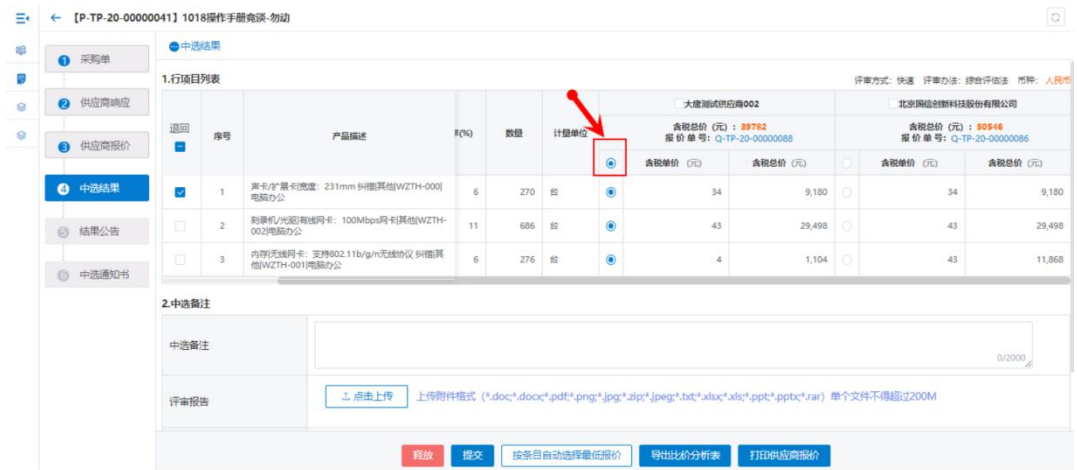 【P-TP-20-00000041】1018操作手册竞谈-勿动
1 采购单
2 供应商响应
3 供应商报价
4 中选结果
5 结果公告
6 中选通知书
中选结果
1.行项目列表
评审方式：快速 评审办法：综合评估法 币种：人民币
退回 序号 产品描述 率(%) 数量 计量单位
大唐测试供应商002
含税总价（元）：39782
报价单号：Q-TP-20-00000088
含税单价（元） 含税总价（元）
北京国信创新科技股份有限公司
含税总价（元）：50546
报价单号：Q-TP-20-00000086
含税单价（元） 含税总价（元）
1 声卡/扩展卡|宽度：231mm 纠错|其他|WZTH-000|
电脑办公 6 270 台 34 9,180 34 9,180
2 刻录机/光驱|有线网卡：100Mbps网卡|其他|WZTH-
002|电脑办公 11 686 台 43 29,498 43 29,498
3 内存|无线网卡：支持802.11b/g/n无线协议 纠错|其
他|WZTH-001|电脑办公 6 276 台 4 1,104 43 11,868
2.中选备注
中选备注
0/2000
评审报告
点击上传
上传附件格式（*.doc;*.docx;*.pdf;*.png;*.jpg;*.zip;*.jpeg;*.txt;*.xlsx;*.xls;*.ppt;*.pptx;*.rar）单个文件不得超过200M
释放 提交 按条目自动选择最低报价 导出比价分析表 打印供应商报价